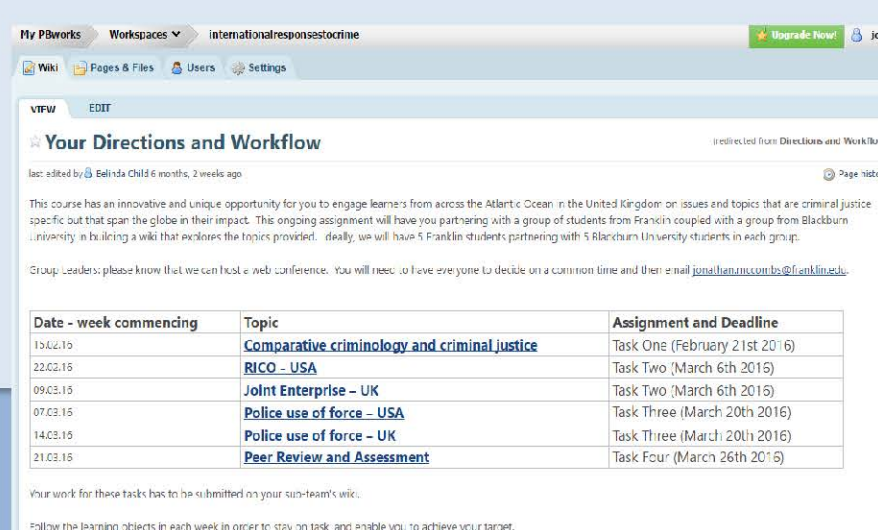 My PBworks Workspaces internationalresponsestocrime Upgrade Now!
Wiki Pages & Files Users Settings
VIEW EDIT
Your Directions and Workflow (redirected from Directions and Workflo
last edited by Belinda Child 6 months, 2 weeks ago Page histo
This course has an innovative and unique opportunity for you to engage learners from across the Atlantic Ocean in the United Kingdom on issues and topics that are criminal justice
specific but that span the globe in their impact. This ongoing assignment will have you partnering with a group of students from Franklin coupled with a group from Blackburn
University in building a wiki that explores the topics provided. Ideally, we will have 5 Franklin students partnering with 5 Blackburn University students in each group.
Group Leaders: please know that we can host a web conference. You will need to have everyone to decide on a common time and then email jonathan.mccombs@franklin.edu.
Date - week commencing Topic Assignment and Deadline
15.02.16 Comparative criminology and criminal justice Task One (February 21st 2016)
22.02.16 RICO - USA Task Two (March 6th 2016)
09.03.16 Joint Enterprise – UK Task Two (March 6th 2016)
07.03.16 Police use of force – USA Task Three (March 20th 2016)
14.03.16 Police use of force – UK Task Three (March 20th 2016)
21.03.16 Peer Review and Assessment Task Four (March 26th 2016)
Your work for these tasks has to be submitted on your sub-team's wiki.
Follow the learning objects in each week in order to stay on task and enable you to achieve your target.